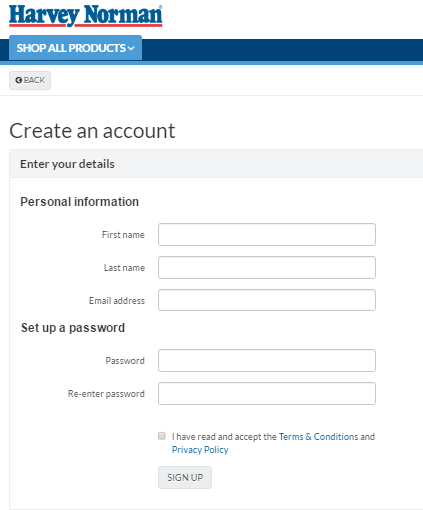 Harvey Norman
SHOP ALL PRODUCTS
BACK
Create an account
Enter your details
Personal information
First name
Last name
Email address
Set up a password
Password
Re-enter password
I have read and accept the Terms & Conditions and
Privacy Policy
SIGN UP